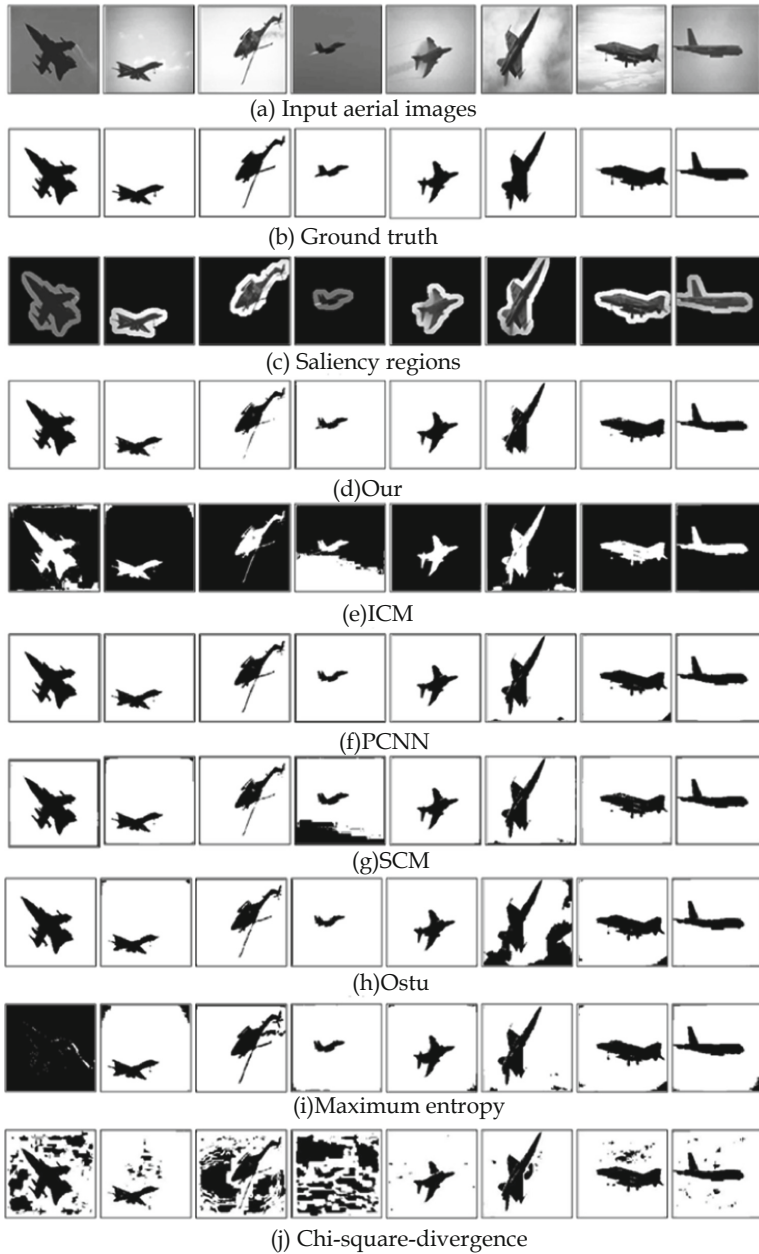 (a) Input aerial images
(b) Ground truth
(c) Saliency regions
(d)Our
(e)ICM
(f)PCNN
(g)SCM
(h)Ostu
(i)Maximum entropy
(j) Chi-square-divergence